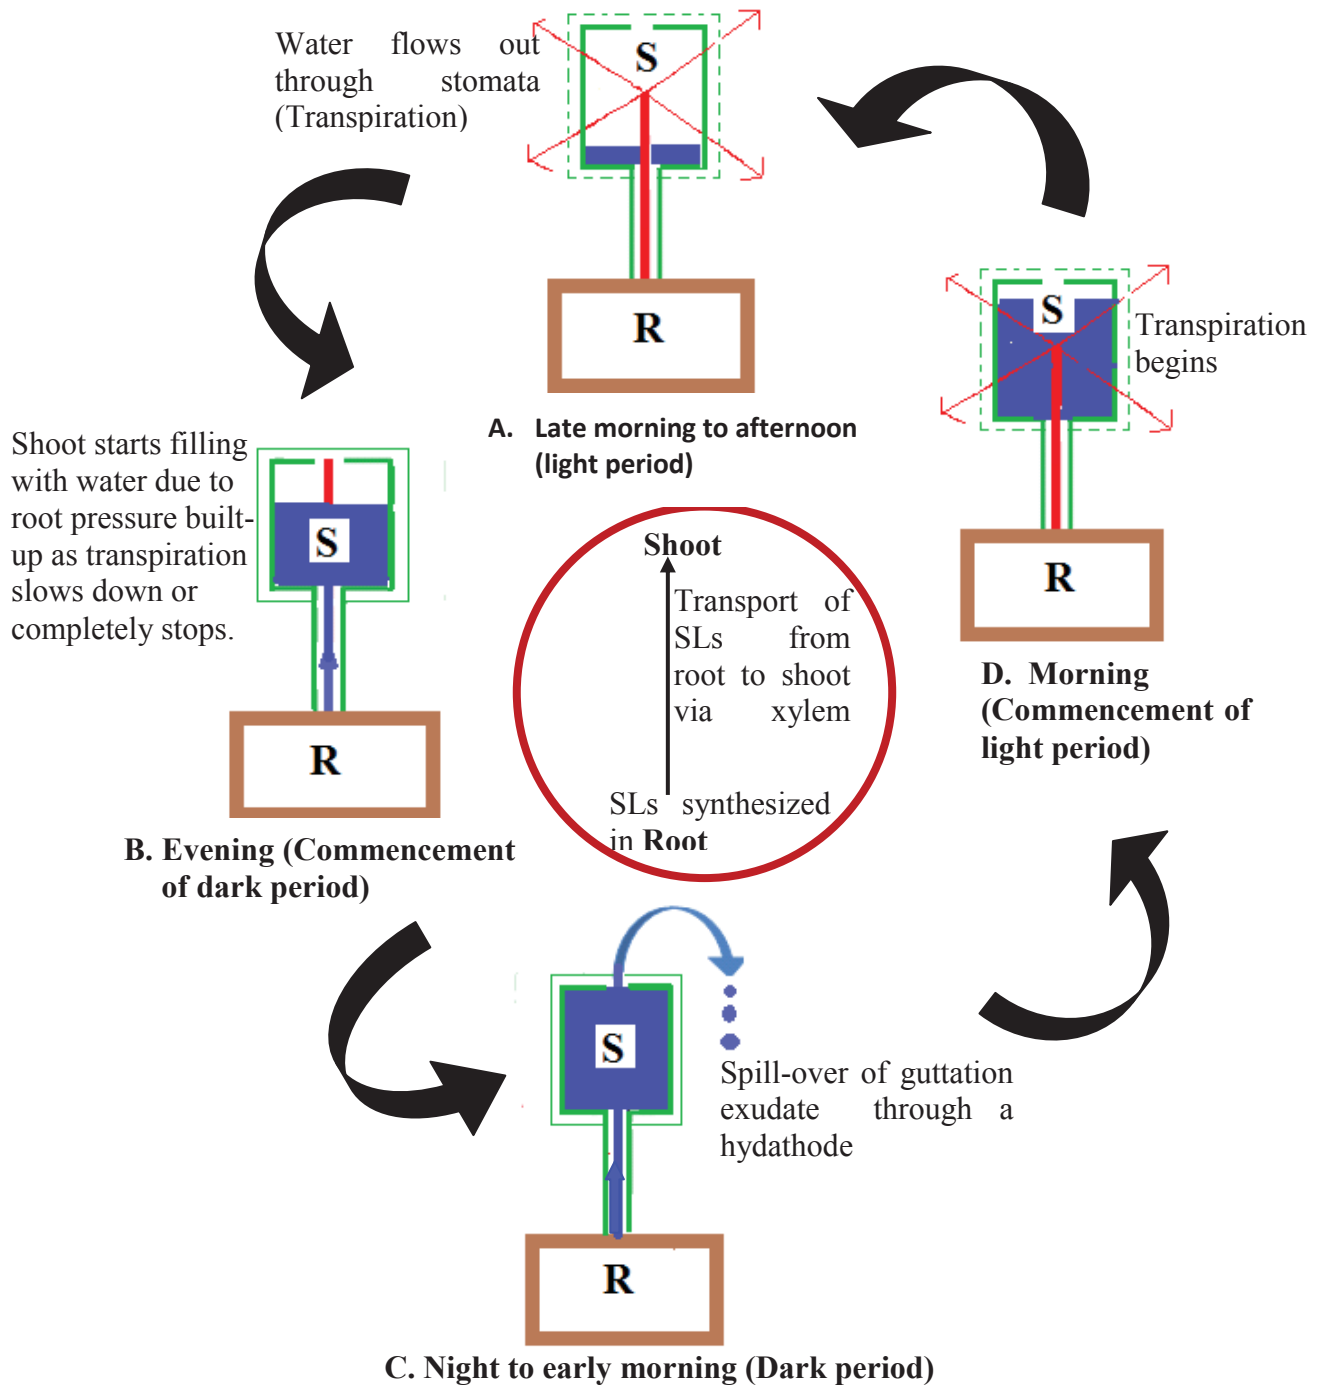 Water flows out
through stomata
(Transpiration)
S
R
A. Late morning to afternoon
(light period)
Shoot starts filling
with water due to
root pressure built-
up as transpiration
slows down or
completely stops.
S
R
B. Evening (Commencement
of dark period)
Shoot
Transport of
SLs from
root to shoot
via xylem
SLs synthesized
in Root
S
Transpiration
begins
R
D. Morning
(Commencement of
light period)
S
Spill-over of guttation
exudate through a
hydathode
R
C. Night to early morning (Dark period)